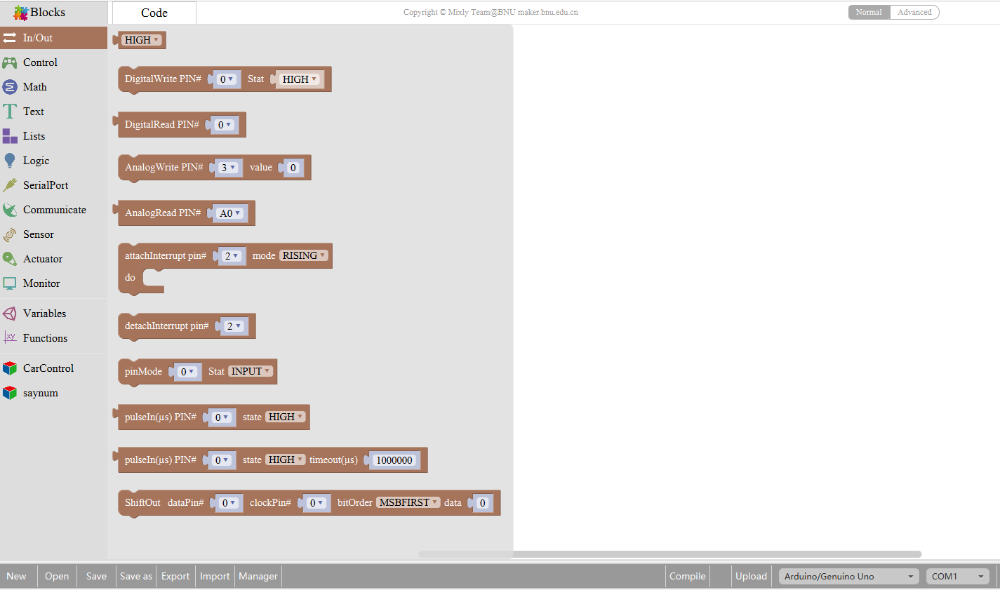 Blocks
Code
Copyright © Mixly Team@BNU maker.bnu.edu.cn
Normal
Advanced
In/Out
Control
Math
Text
Lists
Logic
SerialPort
Communicate
Sensor
Actuator
Monitor
Variables
Functions
CarControl
saynum
HIGH
DigitalWrite PIN# 0 Stat HIGH
DigitalRead PIN# 0
AnalogWrite PIN# 3 value 0
AnalogRead PIN# A0
attachInterrupt pin# 2 mode RISING
do
detachInterrupt pin# 2
pinMode 0 Stat INPUT
pulseIn(µs) PIN# 0 state HIGH
pulseIn(µs) PIN# 0 state HIGH timeout(µs) 1000000
ShiftOut dataPin# 0 clockPin# 0 bitOrder MSBFIRST data 0
New Open Save Save as Export Import Manager Compile Upload Arduino/Genuino Uno COM1